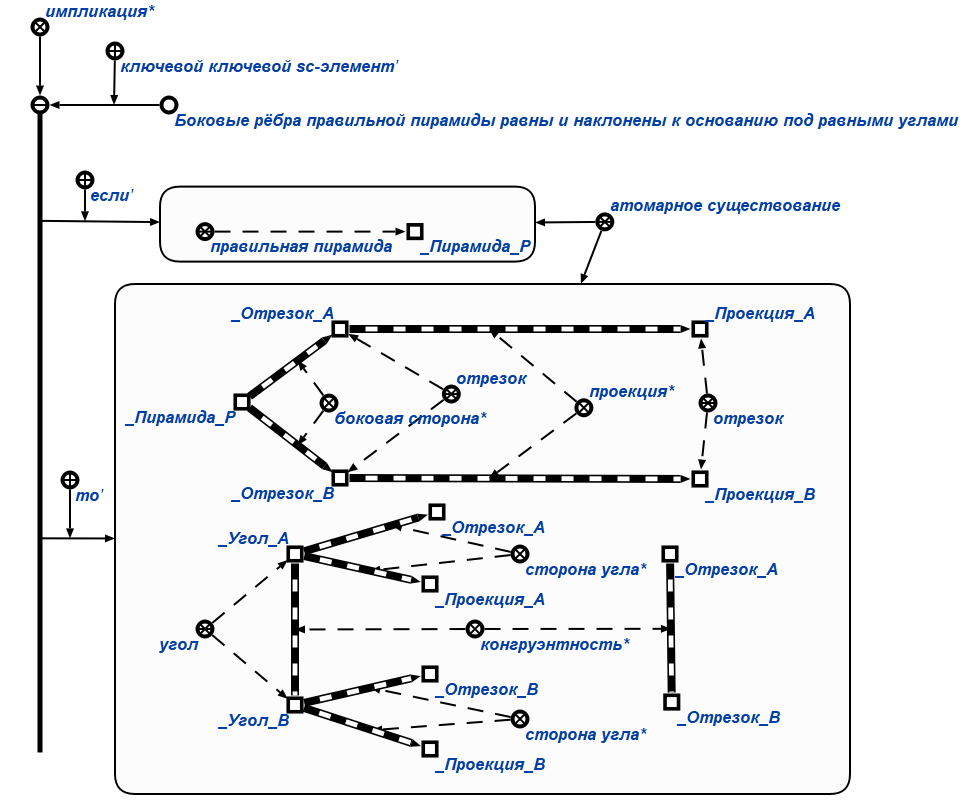 импликация*
ключевой ключевой sc-элемент'
Боковые рёбра правильной пирамиды равны и наклонены к основанию под равными углами
если'
атомарное существование
правильная пирамида
_Пирамида_P
_Отрезок_A
_Проекция_A
отрезок
проекция*
_Пирамида_P
боковая сторона*
отрезок
_Отрезок_B
_Проекция_B
то'
_Угол_A
_Отрезок_A
сторона угла*
_Отрезок_A
_Проекция_A
угол
конгруэнтность*
_Отрезок_B
_Угол_B
_Отрезок_B
сторона угла*
_Проекция_B